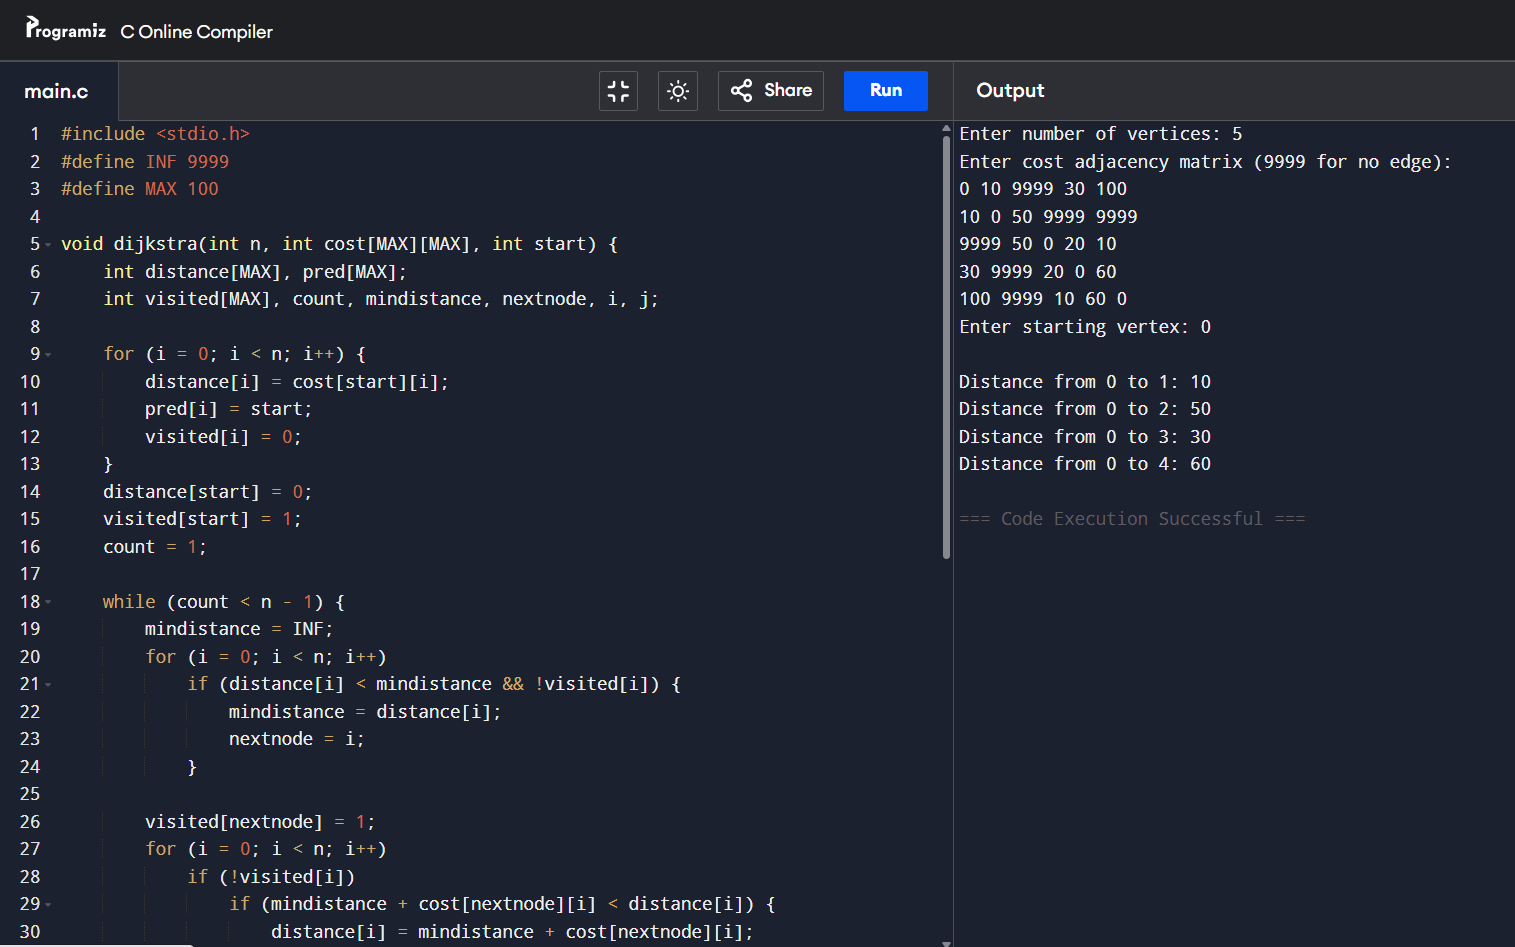 Programiz C Online Compiler
main.c
Share
Run
Output
1 #include <stdio.h>
2 #define INF 9999
3 #define MAX 100
4
5 void dijkstra(int n, int cost[MAX][MAX], int start) {
6     int distance[MAX], pred[MAX];
7     int visited[MAX], count, mindistance, nextnode, i, j;
8
9     for (i = 0; i < n; i++) {
10         distance[i] = cost[start][i];
11         pred[i] = start;
12         visited[i] = 0;
13     }
14     distance[start] = 0;
15     visited[start] = 1;
16     count = 1;
17
18     while (count < n - 1) {
19         mindistance = INF;
20         for (i = 0; i < n; i++)
21             if (distance[i] < mindistance && !visited[i]) {
22                 mindistance = distance[i];
23                 nextnode = i;
24             }
25
26         visited[nextnode] = 1;
27         for (i = 0; i < n; i++)
28             if (!visited[i])
29                 if (mindistance + cost[nextnode][i] < distance[i]) {
30                     distance[i] = mindistance + cost[nextnode][i];
Enter number of vertices: 5
Enter cost adjacency matrix (9999 for no edge):
0 10 9999 30 100
10 0 50 9999 9999
9999 50 0 20 10
30 9999 20 0 60
100 9999 10 60 0
Enter starting vertex: 0
Distance from 0 to 1: 10
Distance from 0 to 2: 50
Distance from 0 to 3: 30
Distance from 0 to 4: 60
=== Code Execution Successful ===